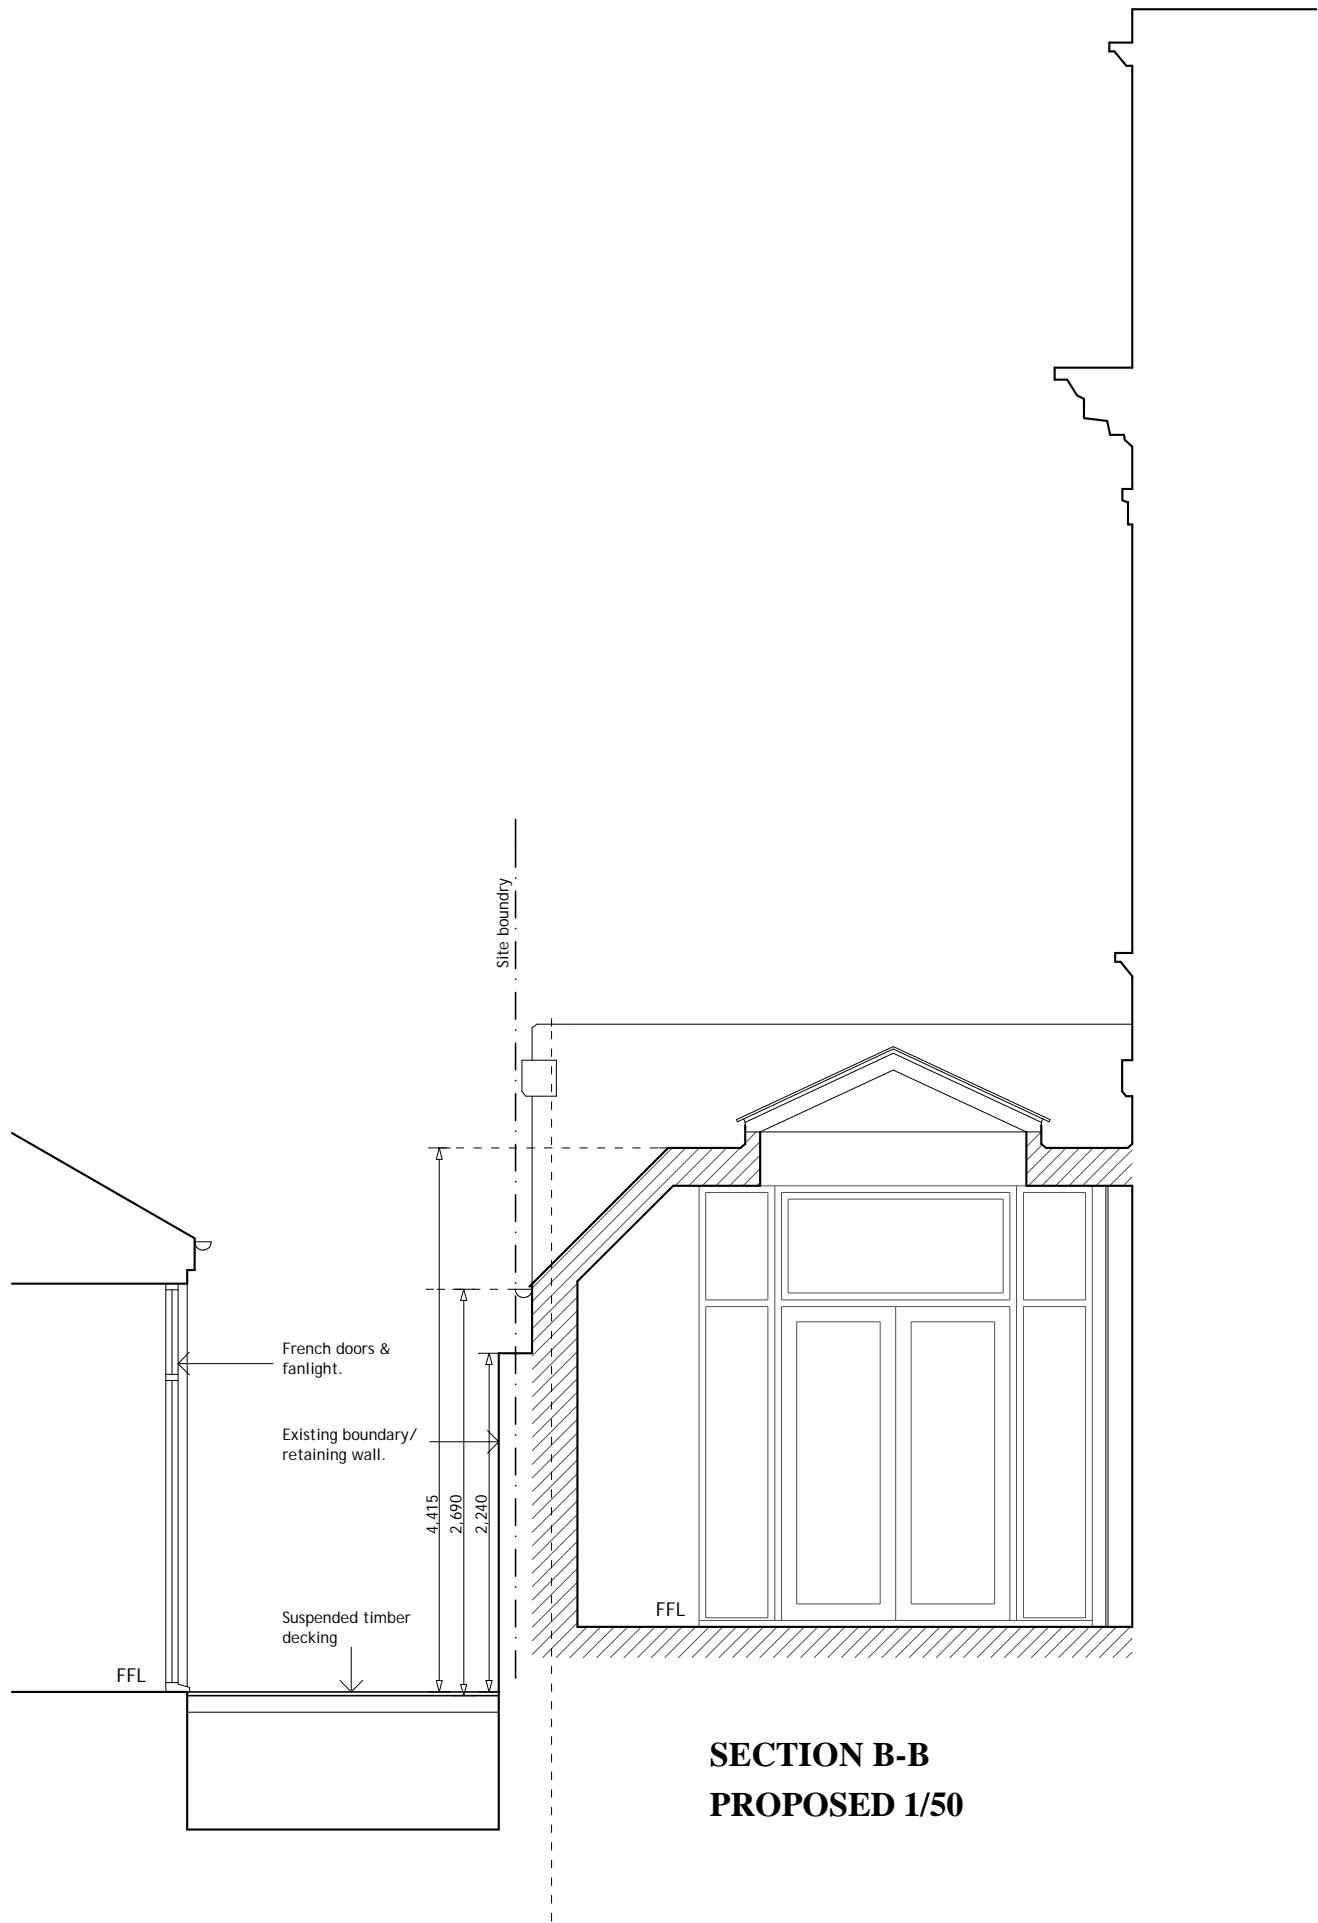 Site boundry
French doors &
fanlight.
Existing boundary/
retaining wall.
4,415
2,690
2,240
Suspended timber
decking
FFL
FFL
SECTION B-B
PROPOSED 1/50